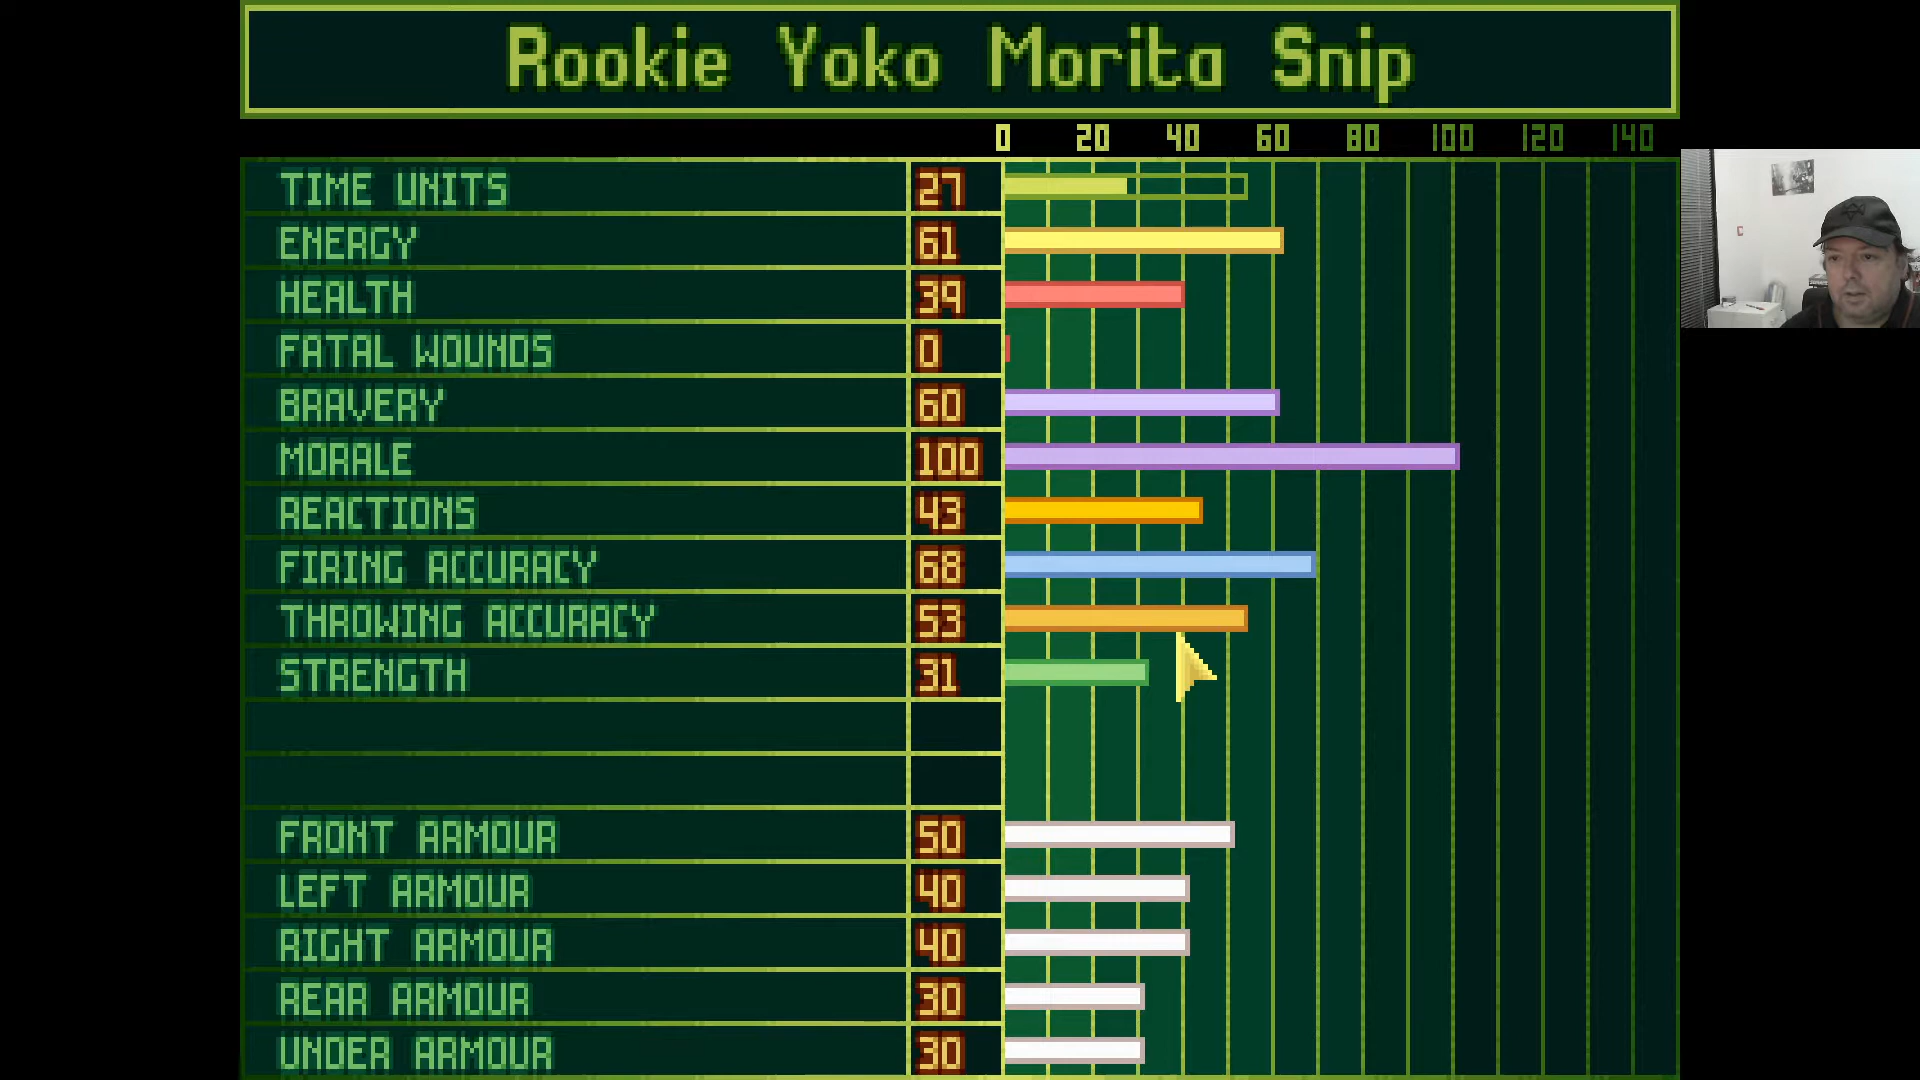 Rookie Yoko Morita Snip
0 20 40 60 80 100 120 140
TIME UNITS 27
ENERGY 61
HEALTH 39
FATAL WOUNDS 0
BRAVERY 60
MORALE 100
REACTIONS 43
FIRING ACCURACY 68
THROWING ACCURACY 53
STRENGTH 31
FRONT ARMOUR 50
LEFT ARMOUR 40
RIGHT ARMOUR 40
REAR ARMOUR 30
UNDER ARMOUR 30